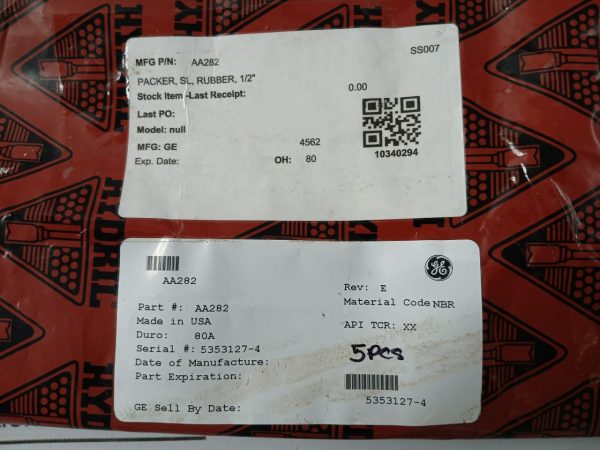 SS007
MFG P/N: AA282
PACKER, SL, RUBBER, 1/2"
Stock Item -Last Receipt: 0.00
Last PO:
Model: null
MFG: GE 4562
Exp. Date: OH: 80
10340294
HYDRIL
AA282
GE
Rev: E
Part #: AA282
Material Code NBR
Made in USA
API TCR: XX
Duro: 80A
Serial #: 5353127-4
5pcs
Date of Manufacture:
Part Expiration:
GE Sell By Date:
5353127-4
HYDRIL